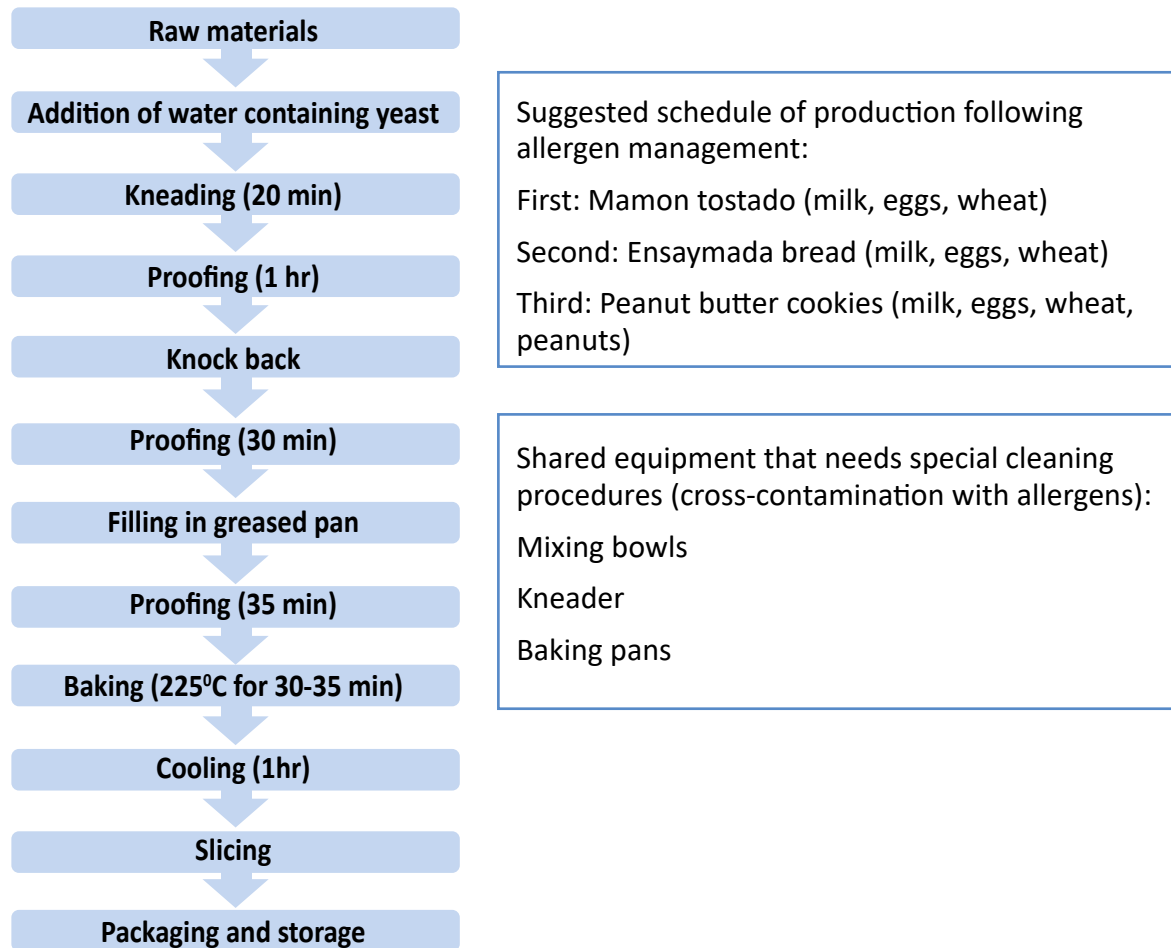 Raw materials
Addition of water containing yeast
Kneading (20 min)
Proofing (1 hr)
Knock back
Proofing (30 min)
Filling in greased pan
Proofing (35 min)
Baking (225⁰C for 30-35 min)
Cooling (1hr)
Slicing
Packaging and storage
Suggested schedule of production following
allergen management:
First: Mamon tostado (milk, eggs, wheat)
Second: Ensaymada bread (milk, eggs, wheat)
Third: Peanut butter cookies (milk, eggs, wheat,
peanuts)
Shared equipment that needs special cleaning
procedures (cross-contamination with allergens):
Mixing bowls
Kneader
Baking pans